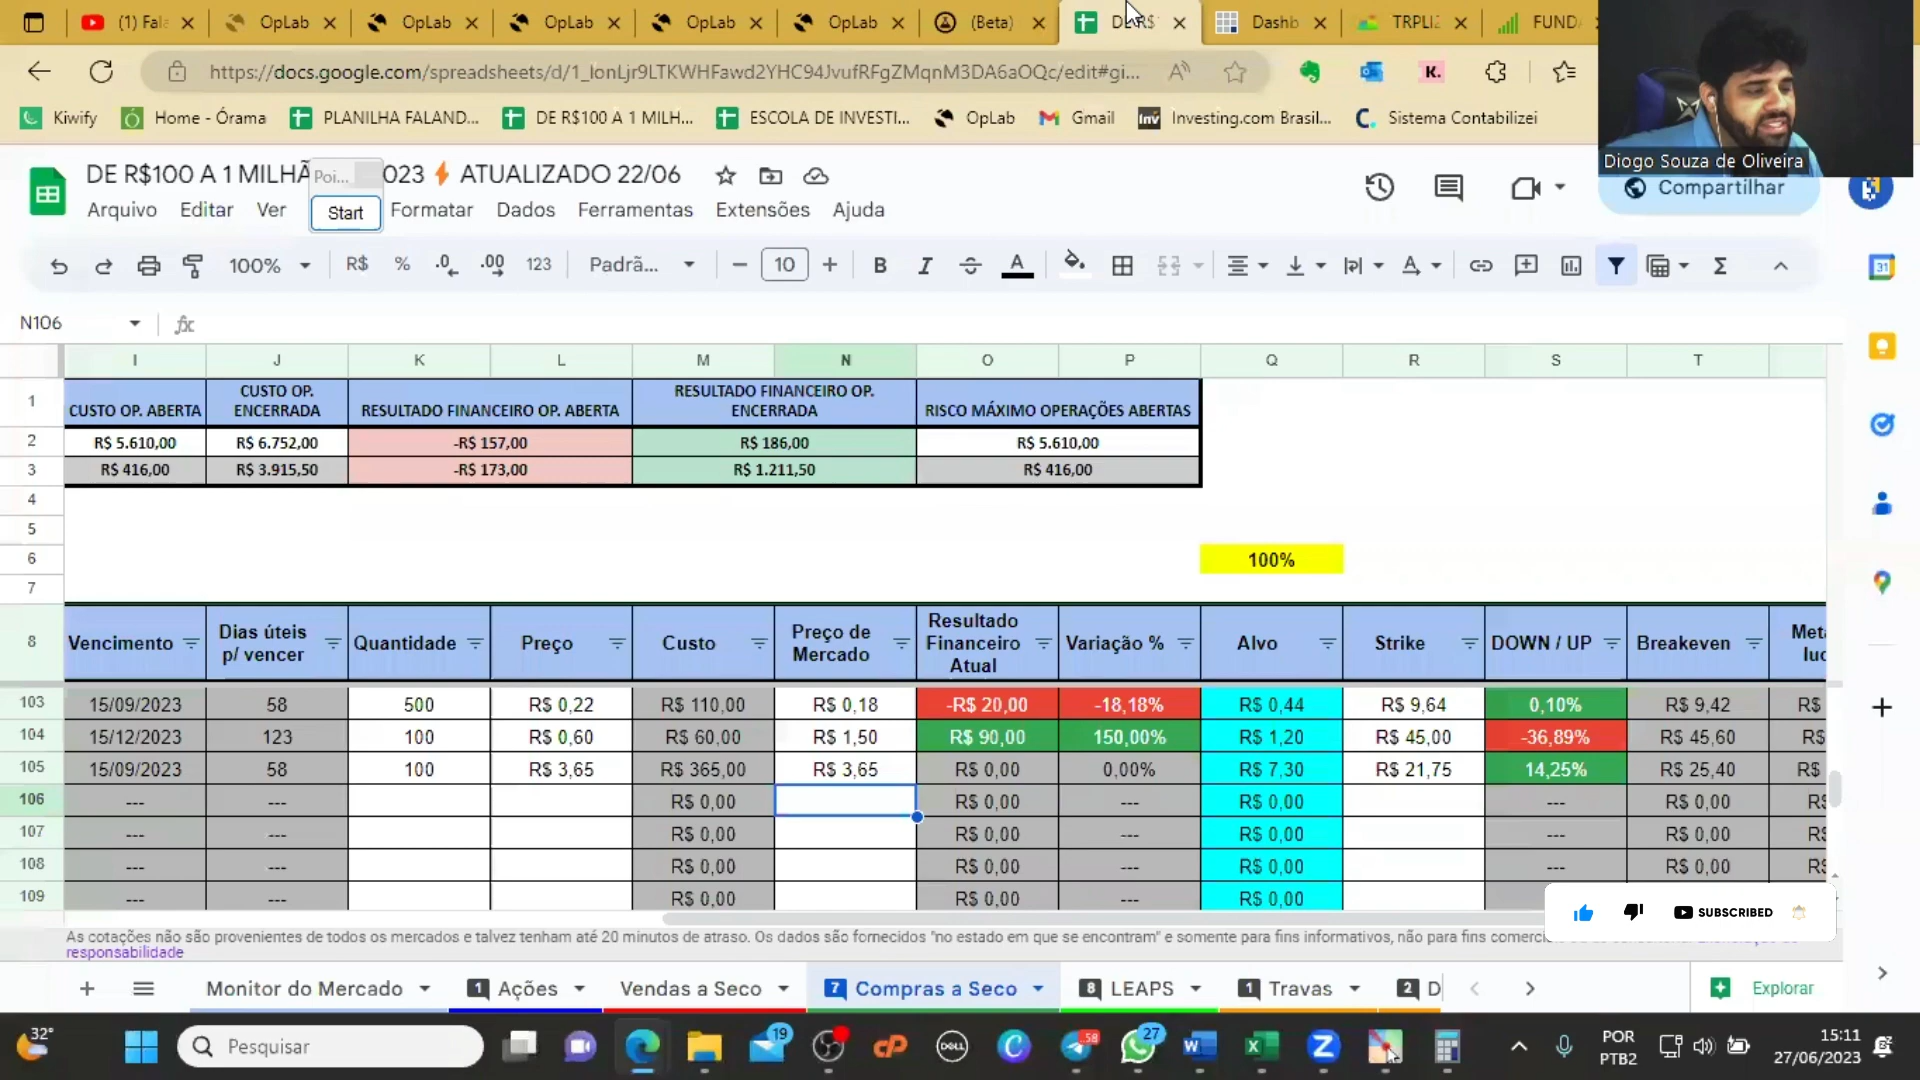 (1) Fala
OpLab
OpLab
OpLab
OpLab
OpLab
(Beta)
Dashb
TRPLIZ
FUND
https://docs.google.com/spreadsheets/d/1_lonLjr9LTKWHFawd2YHC94JvufRFgZMqnM3DA6aOQc/edit#gi...
Kiwify
Home - Órama
PLANILHA FALAND...
DE R$100 A 1 MILH...
ESCOLA DE INVESTI...
OpLab
Gmail
Investing.com Brasil...
Sistema Contabilizei
Diogo Souza de Oliveira
DE R$100 A 1 MILHÃ
Poi...
023 ⚡ ATUALIZADO 22/06
Arquivo Editar Ver
Start
Formatar Dados Ferramentas Extensões Ajuda
Compartilhar
100% R$ % .0 .00 123 Padrã... 10 B I A Σ
N106 fx
I J K L M N O P Q R S T
1 CUSTO OP. ABERTA CUSTO OP. ENCERRADA RESULTADO FINANCEIRO OP. ABERTA RESULTADO FINANCEIRO OP. ENCERRADA RISCO MÁXIMO OPERAÇÕES ABERTAS
2 R$ 5.610,00 R$ 6.752,00 -R$ 157,00 R$ 186,00 R$ 5.610,00
3 R$ 416,00 R$ 3.915,50 -R$ 173,00 R$ 1.211,50 R$ 416,00
4
5
6 100%
7
8 Vencimento Dias úteis p/ vencer Quantidade Preço Custo Preço de Mercado Resultado Financeiro Atual Variação % Alvo Strike DOWN / UP Breakeven Meta luc
103 15/09/2023 58 500 R$ 0,22 R$ 110,00 R$ 0,18 -R$ 20,00 -18,18% R$ 0,44 R$ 9,64 0,10% R$ 9,42 R$
104 15/12/2023 123 100 R$ 0,60 R$ 60,00 R$ 1,50 R$ 90,00 150,00% R$ 1,20 R$ 45,00 -36,89% R$ 45,60 R$
105 15/09/2023 58 100 R$ 3,65 R$ 365,00 R$ 3,65 R$ 0,00 0,00% R$ 7,30 R$ 21,75 14,25% R$ 25,40 R$
106 --- --- R$ 0,00 R$ 0,00 --- R$ 0,00 --- R$ 0,00 R$
107 --- --- R$ 0,00 R$ 0,00 --- R$ 0,00 --- R$ 0,00 R$
108 --- --- R$ 0,00 R$ 0,00 --- R$ 0,00 --- R$ 0,00 R$
109 --- --- R$ 0,00 R$ 0,00 --- R$ 0,00
SUBSCRIBED
As cotações não são provenientes de todos os mercados e talvez tenham até 20 minutos de atraso. Os dados são fornecidos "no estado em que se encontram" e somente para fins informativos, não para fins
responsabilidade
Monitor do Mercado
1 Ações
Vendas a Seco
7 Compras a Seco
8 LEAPS
1 Travas
2 D
Explorar
32°
Pesquisar
19
DELL
58
27
POR
PTB2
15:11
27/06/2023